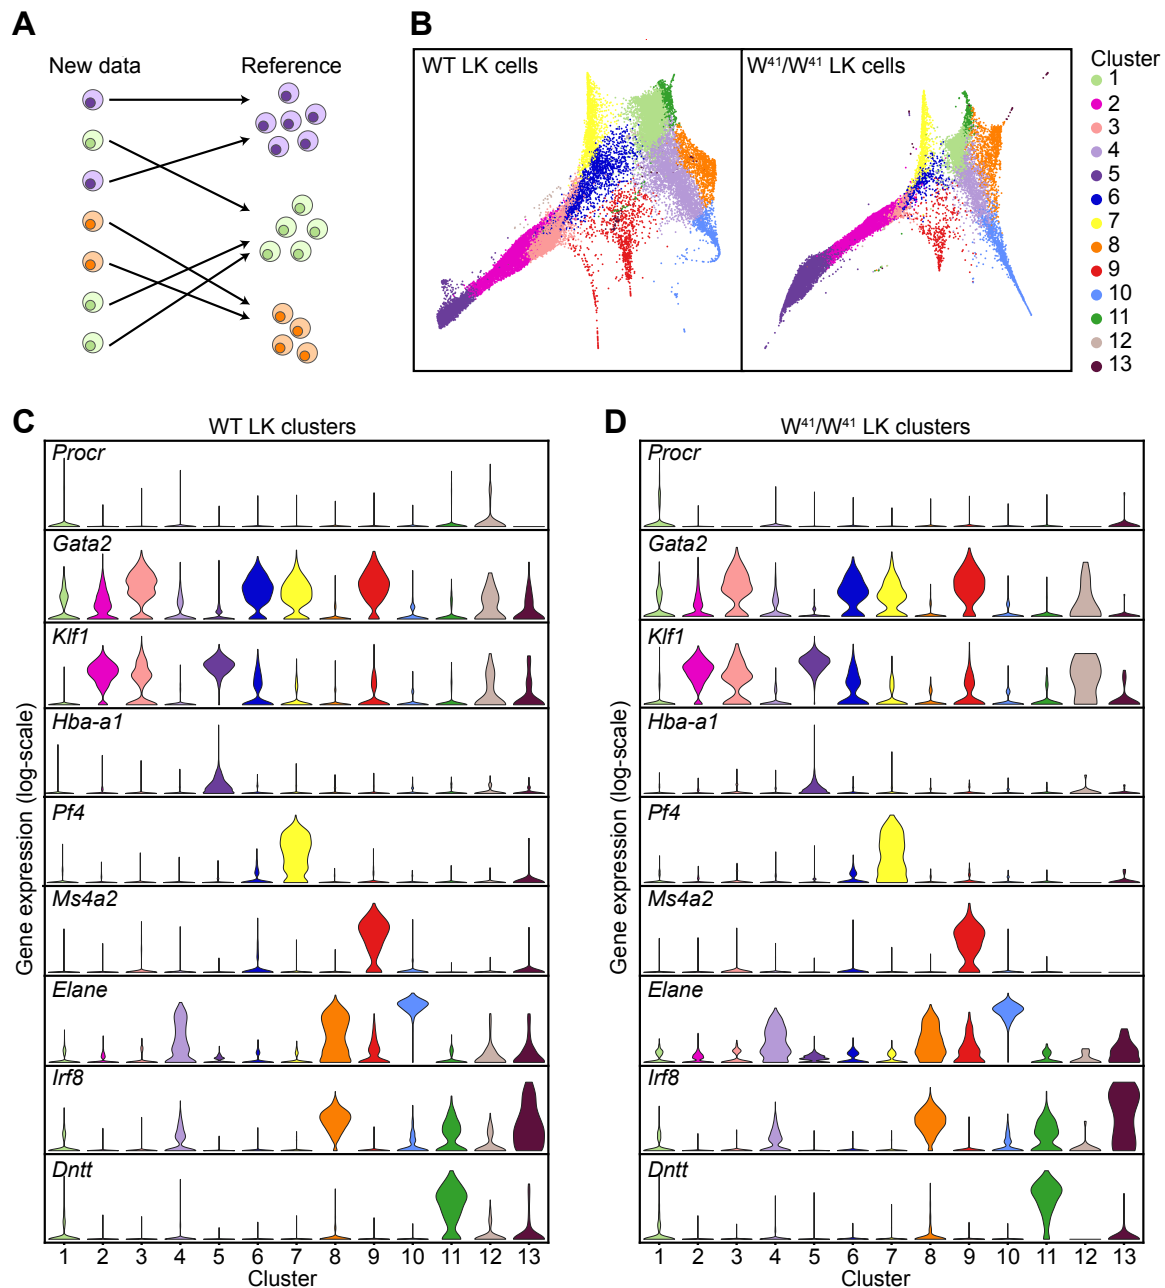 A
New data
Reference
B
WT LK cells
W⁴¹/W⁴¹ LK cells
Cluster
1
2
3
4
5
6
7
8
9
10
11
12
13
C
WT LK clusters
Gene expression (log-scale)
Procr
Gata2
Klf1
Hba-a1
Pf4
Ms4a2
Elane
Irf8
Dntt
1 2 3 4 5 6 7 8 9 10 11 12 13
Cluster
D
W⁴¹/W⁴¹ LK clusters
Gene expression (log-scale)
Procr
Gata2
Klf1
Hba-a1
Pf4
Ms4a2
Elane
Irf8
Dntt
1 2 3 4 5 6 7 8 9 10 11 12 13
Cluster